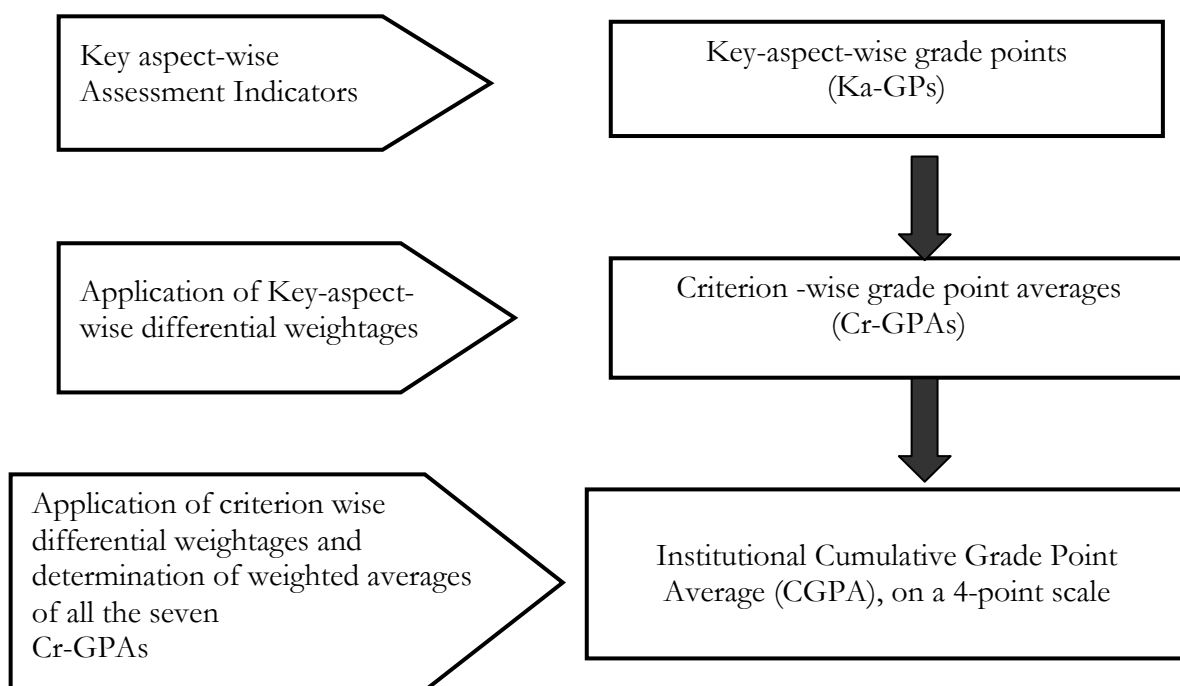 Key aspect-wise
Assessment Indicators
Key-aspect-wise grade points
(Ka-GPs)
Application of Key-aspect-
wise differential weightages
Criterion -wise grade point averages
(Cr-GPAs)
Application of criterion wise
differential weightages and
determination of weighted averages
of all the seven
Cr-GPAs
Institutional Cumulative Grade Point
Average (CGPA), on a 4-point scale